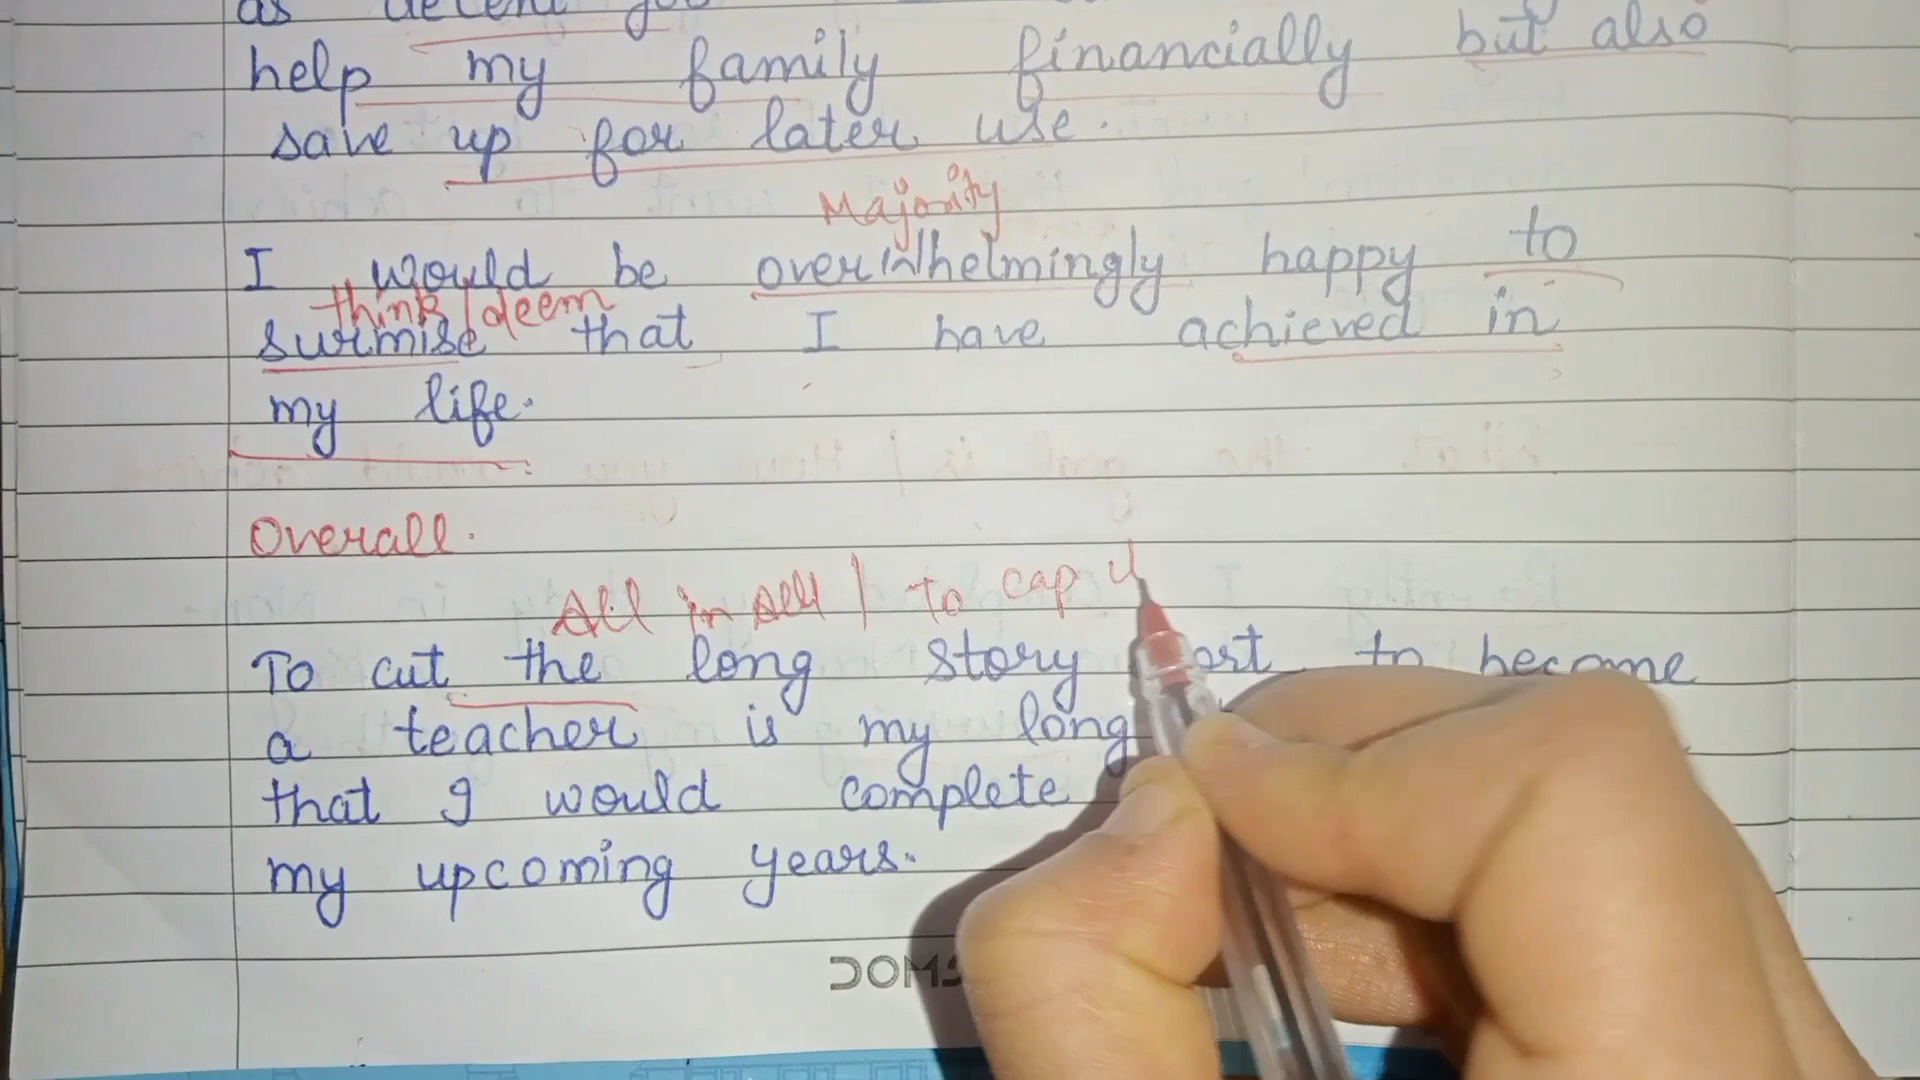 as decent
help my family financially but also
save up for later use.
Majority
I would be overwhelmingly happy to
think/deem
surmise that I have achieved in
my life.
Overall.
All in All / To cap u
To cut the long story to become
a teacher is my long
that I would complete
my upcoming years.
DOMS